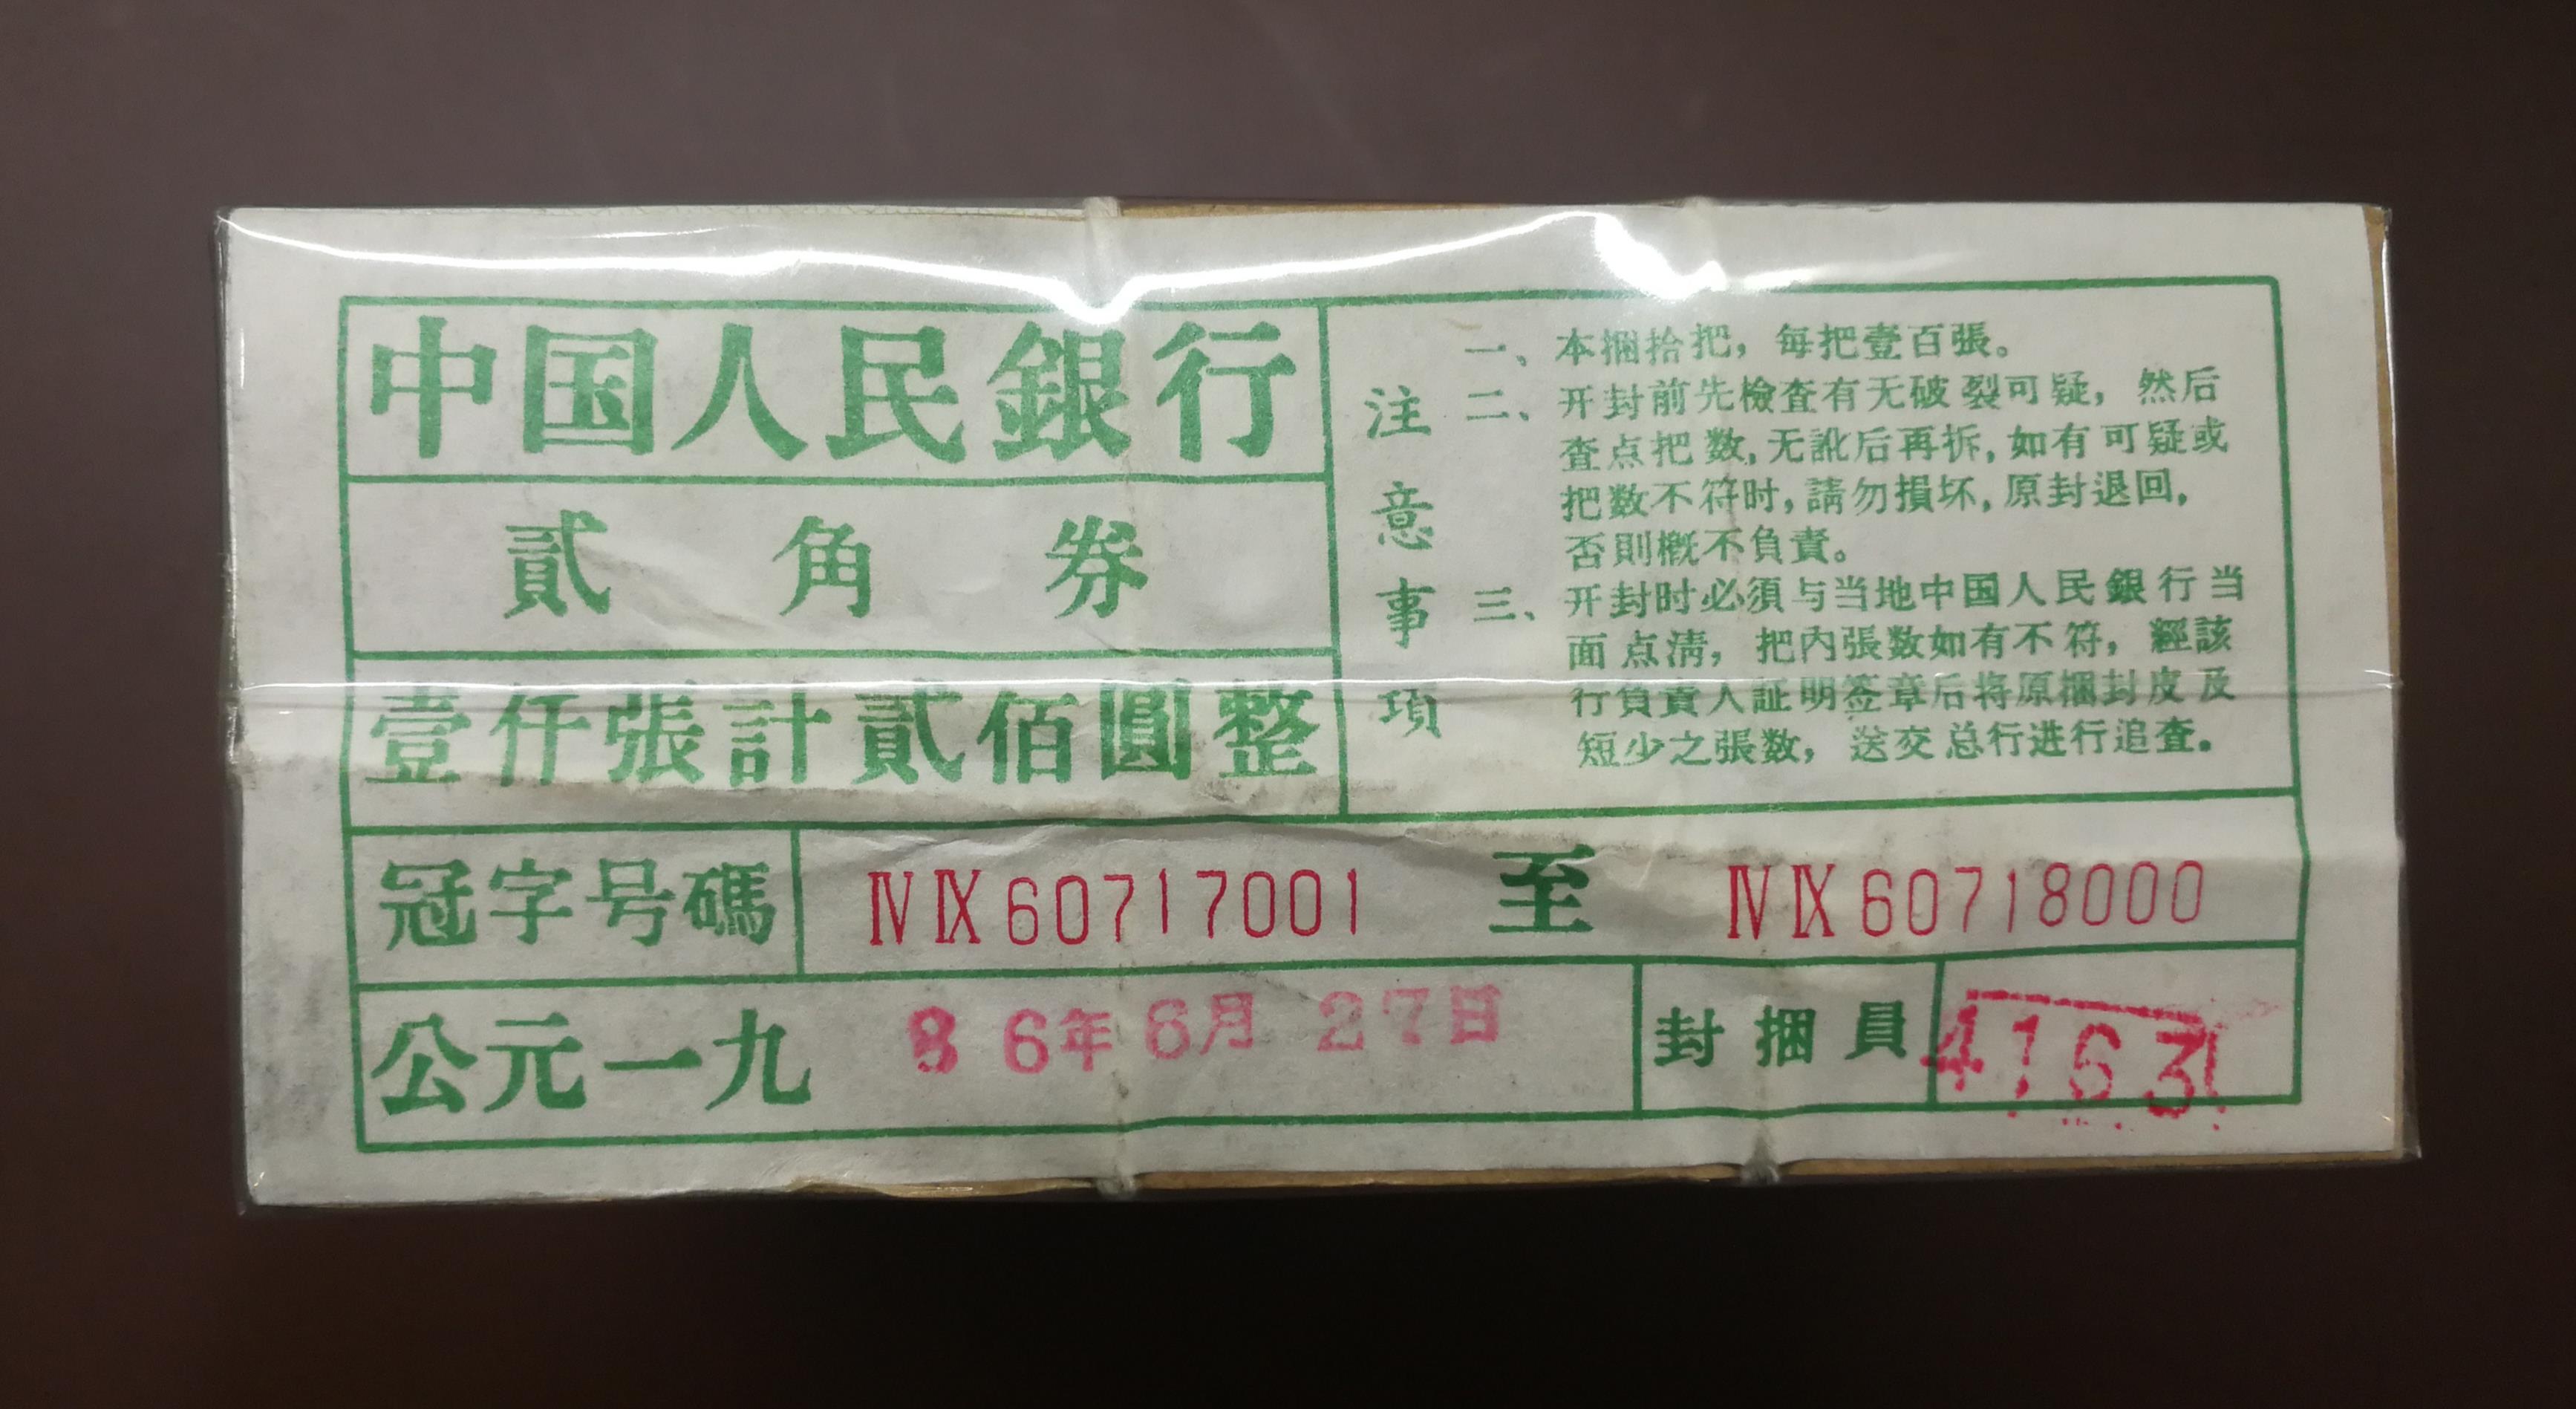 中国人民銀行
貳角券
壹仟張計貳佰圓整
注意事項
一、本捆拾把，每把壹百張。
二、开封前先檢查有无破裂可疑，然后
查点把数，无訛后再拆，如有可疑或
把数不符时，請勿損坏，原封退回，
否則概不負責。
三、开封时必須与当地中国人民銀行当
面点清，把内張数如有不符，經該
行負責人証明签章后将原捆封皮及
短少之張数，送交总行进行追查。
冠字号碼 ⅣⅨ60717001 至 ⅣⅨ60718000
公元一九86年6月27日 封捆員 4163